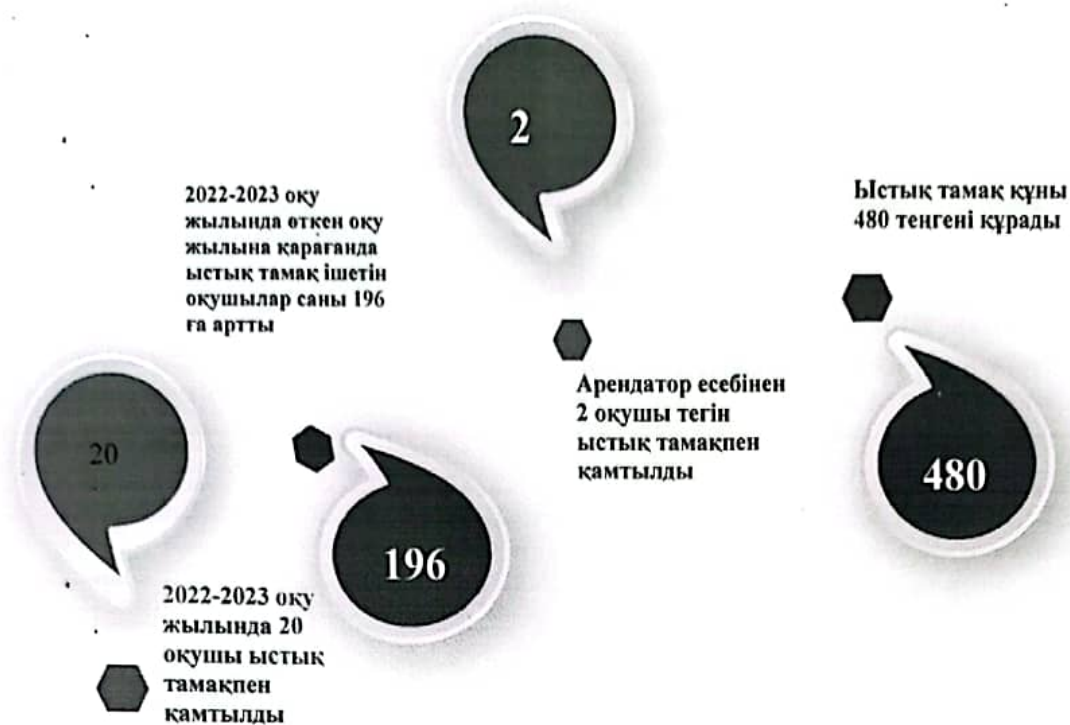 2
2022-2023 оқу
жылында өткен оқу
жылына қарағанда
ыстық тамақ ішетін
оқушылар саны 196
ға артты
Ыстық тамақ құны
480 теңгені құрады
Арендатор есебінен
2 оқушы тегін
ыстық тамақпен
қамтылды
20
196
480
2022-2023 оқу
жылында 20
оқушы ыстық
тамақпен
қамтылды